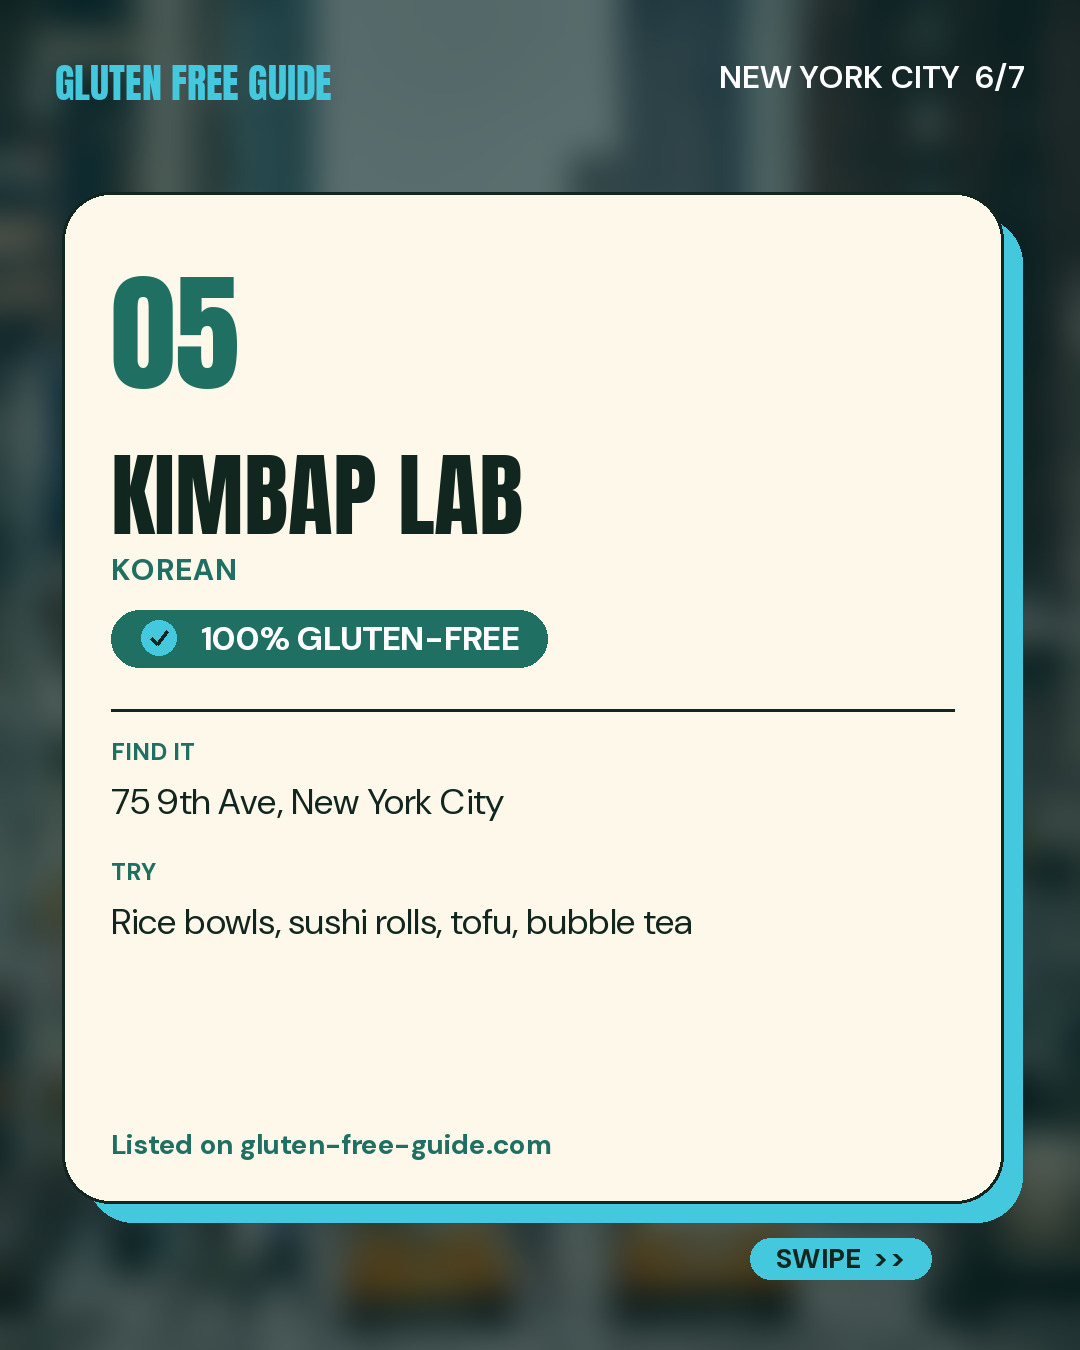 GLUTEN FREE GUIDE
NEW YORK CITY 6/7
05
KIMBAP LAB
KOREAN
100% GLUTEN-FREE
FIND IT
75 9th Ave, New York City
TRY
Rice bowls, sushi rolls, tofu, bubble tea
Listed on gluten-free-guide.com
SWIPE >>